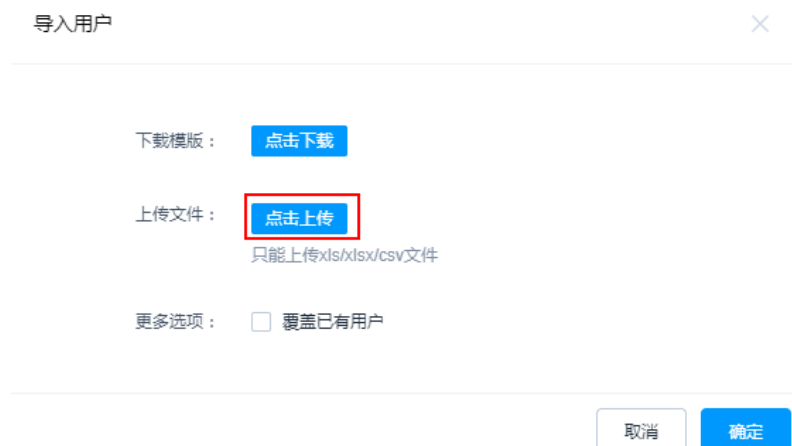 导入用户
下载模版： 点击下载
上传文件： 点击上传
只能上传xls/xlsx/csv文件
更多选项： 覆盖已有用户
取消 确定